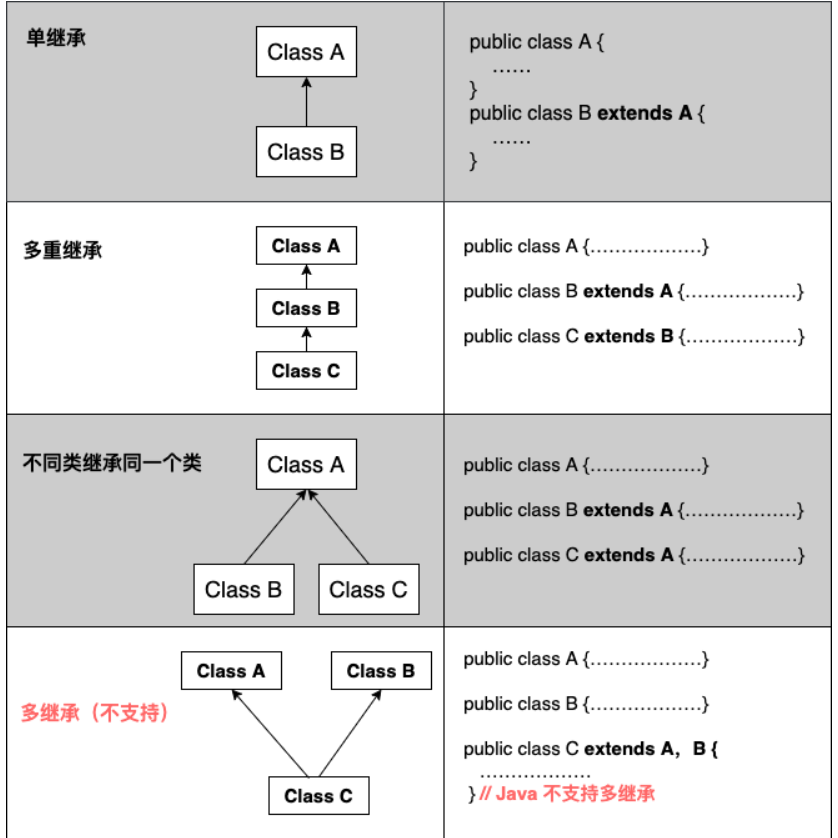 单继承
Class A
Class B
public class A {
......
}
public class B extends A {
......
}
多重继承
Class A
Class B
Class C
public class A {..................}
public class B extends A {..................}
public class C extends B {..................}
不同类继承同一个类
Class A
Class B
Class C
public class A {..................}
public class B extends A {..................}
public class C extends A {..................}
多继承（不支持）
Class A
Class B
Class C
public class A {..................}
public class B {..................}
public class C extends A，B {
..................
} // Java 不支持多继承